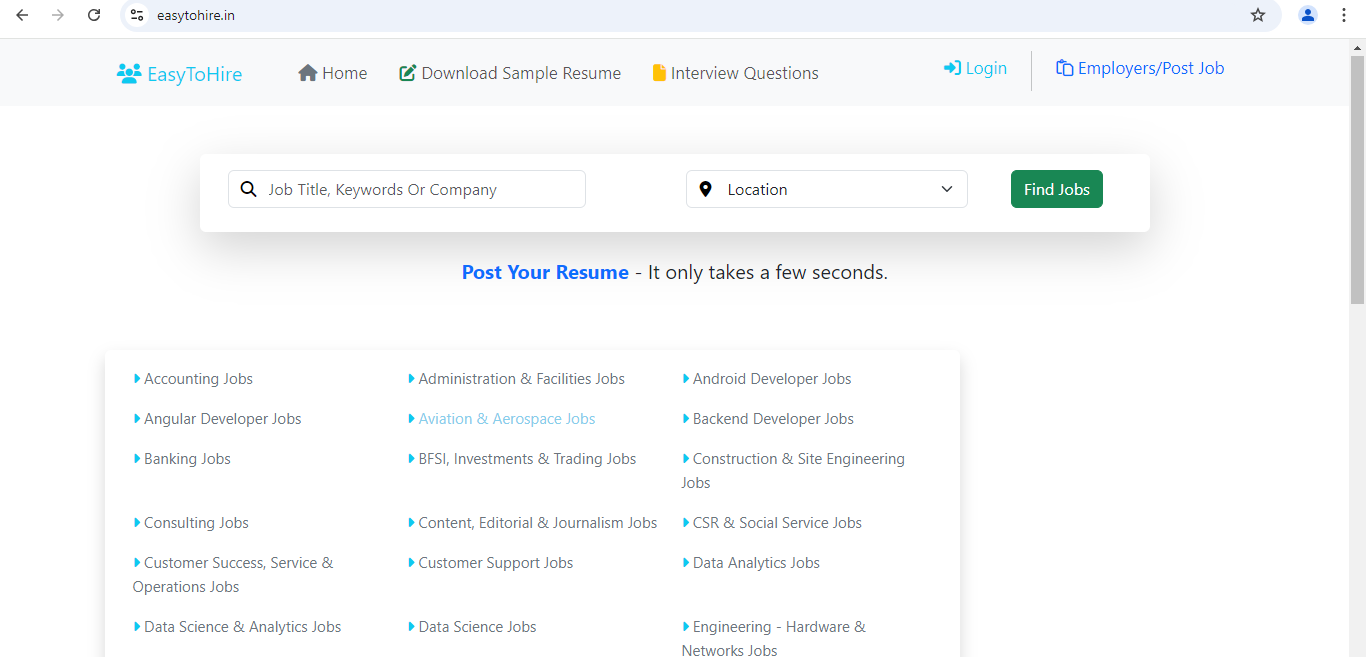 easytohire.in
EasyToHire Home Download Sample Resume Interview Questions Login Employers/Post Job
Job Title, Keywords Or Company Location Find Jobs
Post Your Resume - It only takes a few seconds.
Accounting Jobs Administration & Facilities Jobs Android Developer Jobs
Angular Developer Jobs Aviation & Aerospace Jobs Backend Developer Jobs
Banking Jobs BFSI, Investments & Trading Jobs Construction & Site Engineering
Jobs
Consulting Jobs Content, Editorial & Journalism Jobs CSR & Social Service Jobs
Customer Success, Service & Customer Support Jobs Data Analytics Jobs
Operations Jobs
Data Science & Analytics Jobs Data Science Jobs Engineering - Hardware &
Networks Jobs